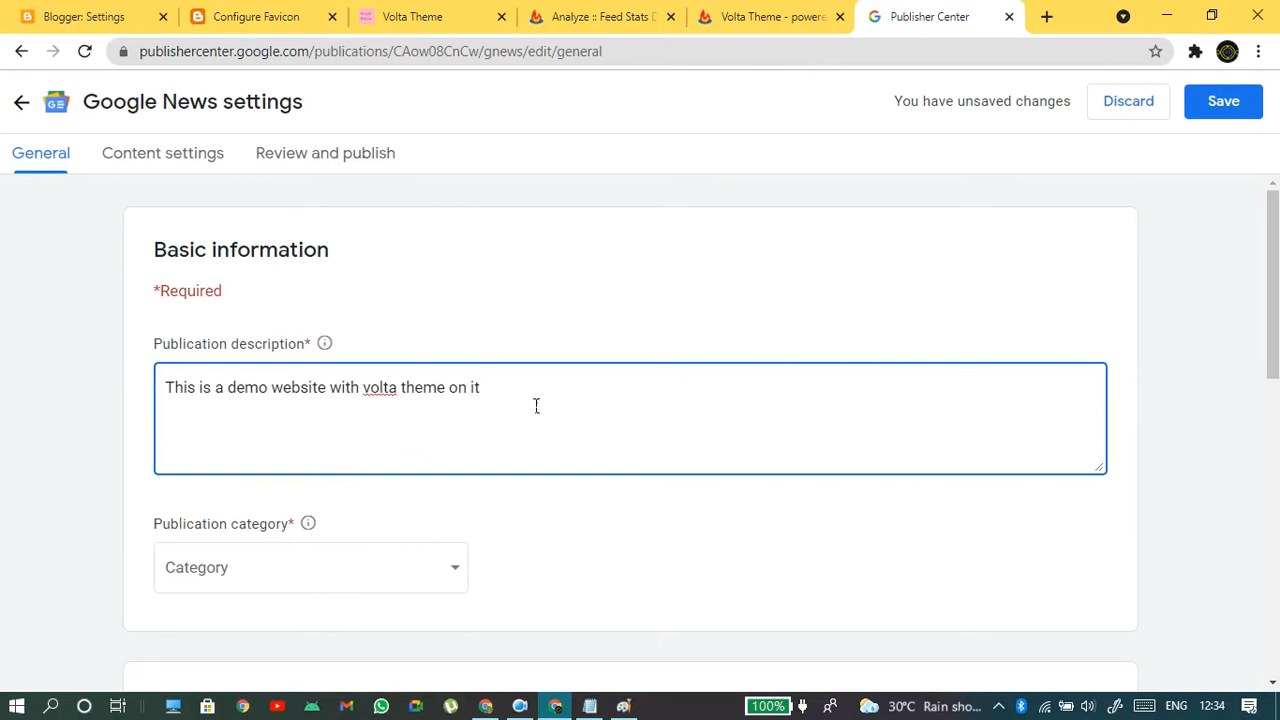 Blogger: Settings
Configure Favicon
Volta Theme
Analyze :: Feed Stats D
Volta Theme - powere
Publisher Center
publishercenter.google.com/publications/CAow08CnCw/gnews/edit/general
Google News settings
You have unsaved changes
Discard
Save
General
Content settings
Review and publish
Basic information
*Required
Publication description*
This is a demo website with volta theme on it
Publication category*
Category
100%
30°C Rain sho...
ENG
12:34